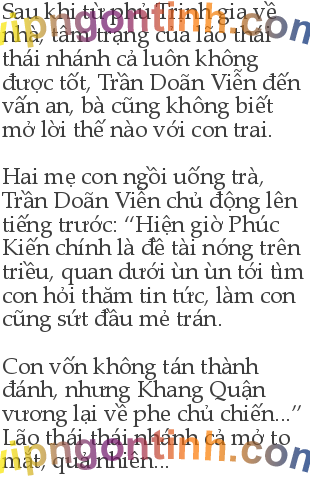 Sau khi từ phủ Trịnh gia về
nhà, tâm trạng của lão thái
thái nhánh cả luôn không
được tốt, Trần Doãn Viễn đến
vấn an, bà cũng không biết
mở lời thế nào với con trai.
Hai mẹ con ngồi uống trà,
Trần Doãn Viễn chủ động lên
tiếng trước: “Hiện giờ Phúc
Kiến chính là đề tài nóng trên
triều, quan dưới ùn ùn tới tìm
con hỏi thăm tin tức, làm con
cũng sứt đầu mẻ trán.
Con vốn không tán thành
đánh, nhưng Khang Quận
vương lại về phe chủ chiến...”
Lão thái thái nhánh cả mở to
mắt, quả nhiên...
vipngontinh.com
vipngontinh.com